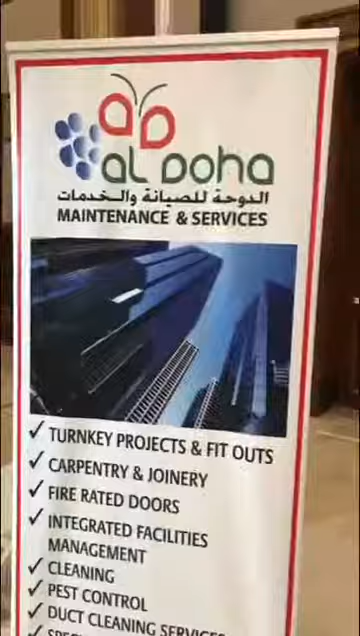 aD
al Doha
الدوحة للصيانة والخدمات
MAINTENANCE & SERVICES
✓ TURNKEY PROJECTS & FIT OUTS
✓ CARPENTRY & JOINERY
✓ FIRE RATED DOORS
✓ INTEGRATED FACILITIES
MANAGEMENT
✓ CLEANING
✓ PEST CONTROL
✓ DUCT CLEANING SERVICES